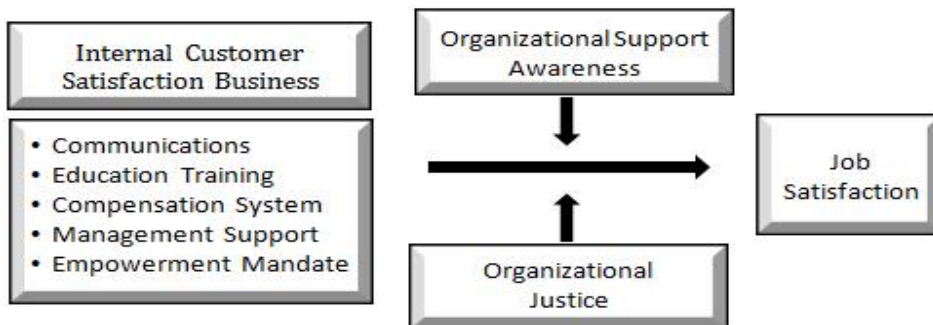 Internal Customer
Satisfaction Business
• Communications
• Education Training
• Compensation System
• Management Support
• Empowerment Mandate
Organizational Support
Awareness
Organizational
Justice
Job
Satisfaction